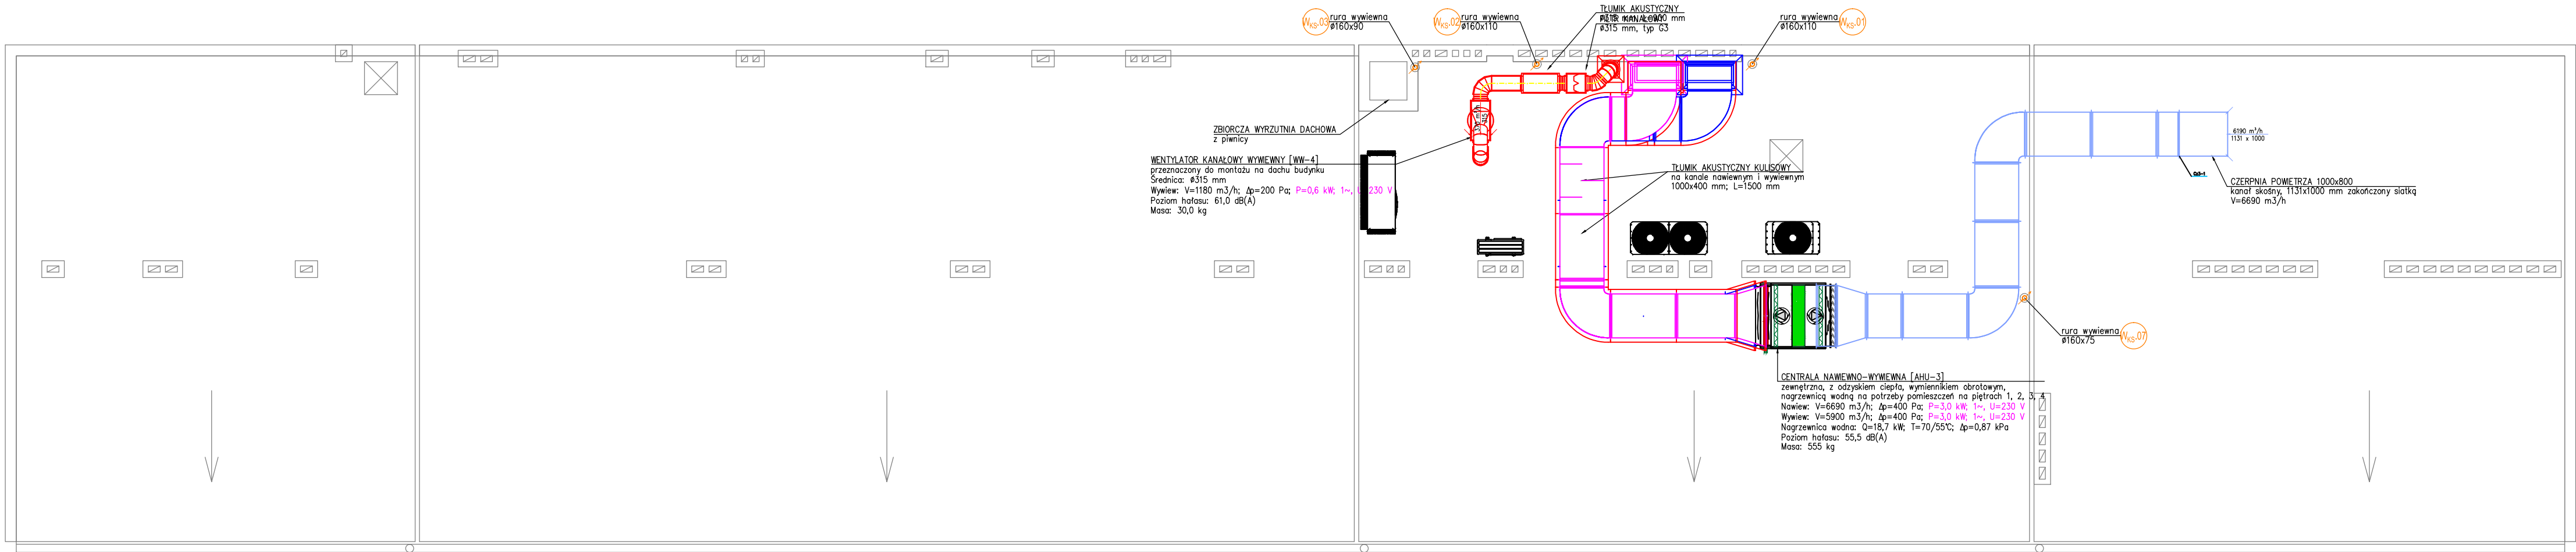 W_KS.03
rura wywiewna
ø160x90
W_KS.02
rura wywiewna
ø160x110
TŁUMIK AKUSTYCZNY
FILTR KANAŁOWY
ø315 mm, typ G3
rura wywiewna
ø160x110
W_KS.01
ZBIORCZA WYRZUTNIA DACHOWA
z piwnicy
WENTYLATOR KANAŁOWY WYWIEWNY [WW-4]
przeznaczony do montażu na dachu budynku
Średnica: ø315 mm
Wywiew: V=1180 m3/h; Δp=200 Pa; P=0,6 kW; 1~, U=230 V
Poziom hałasu: 61,0 dB(A)
Masa: 30,0 kg
TŁUMIK AKUSTYCZNY KULISOWY
na kanale nawiewnym i wywiewnym
1000x400 mm; L=1500 mm
6190 m³/h
1131 x 1000
CZERPNIA POWIETRZA 1000x800
kanał skośny, 1131x1000 mm zakończony siatką
V=6690 m3/h
rura wywiewna
ø160x75
W_KS.07
CENTRALA NAWIEWNO-WYWIEWNA [AHU-3]
zewnętrzna, z odzyskiem ciepła, wymiennikiem obrotowym,
nagrzewnicą wodną na potrzeby pomieszczeń na piętrach 1, 2, 3, 4
Nawiew: V=6690 m3/h; Δp=400 Pa; P=3,0 kW; 1~, U=230 V
Wywiew: V=5900 m3/h; Δp=400 Pa; P=3,0 kW; 1~, U=230 V
Nagrzewnica wodna: Q=18,7 kW; T=70/55°C; Δp=0,87 kPa
Poziom hałasu: 55,5 dB(A)
Masa: 555 kg